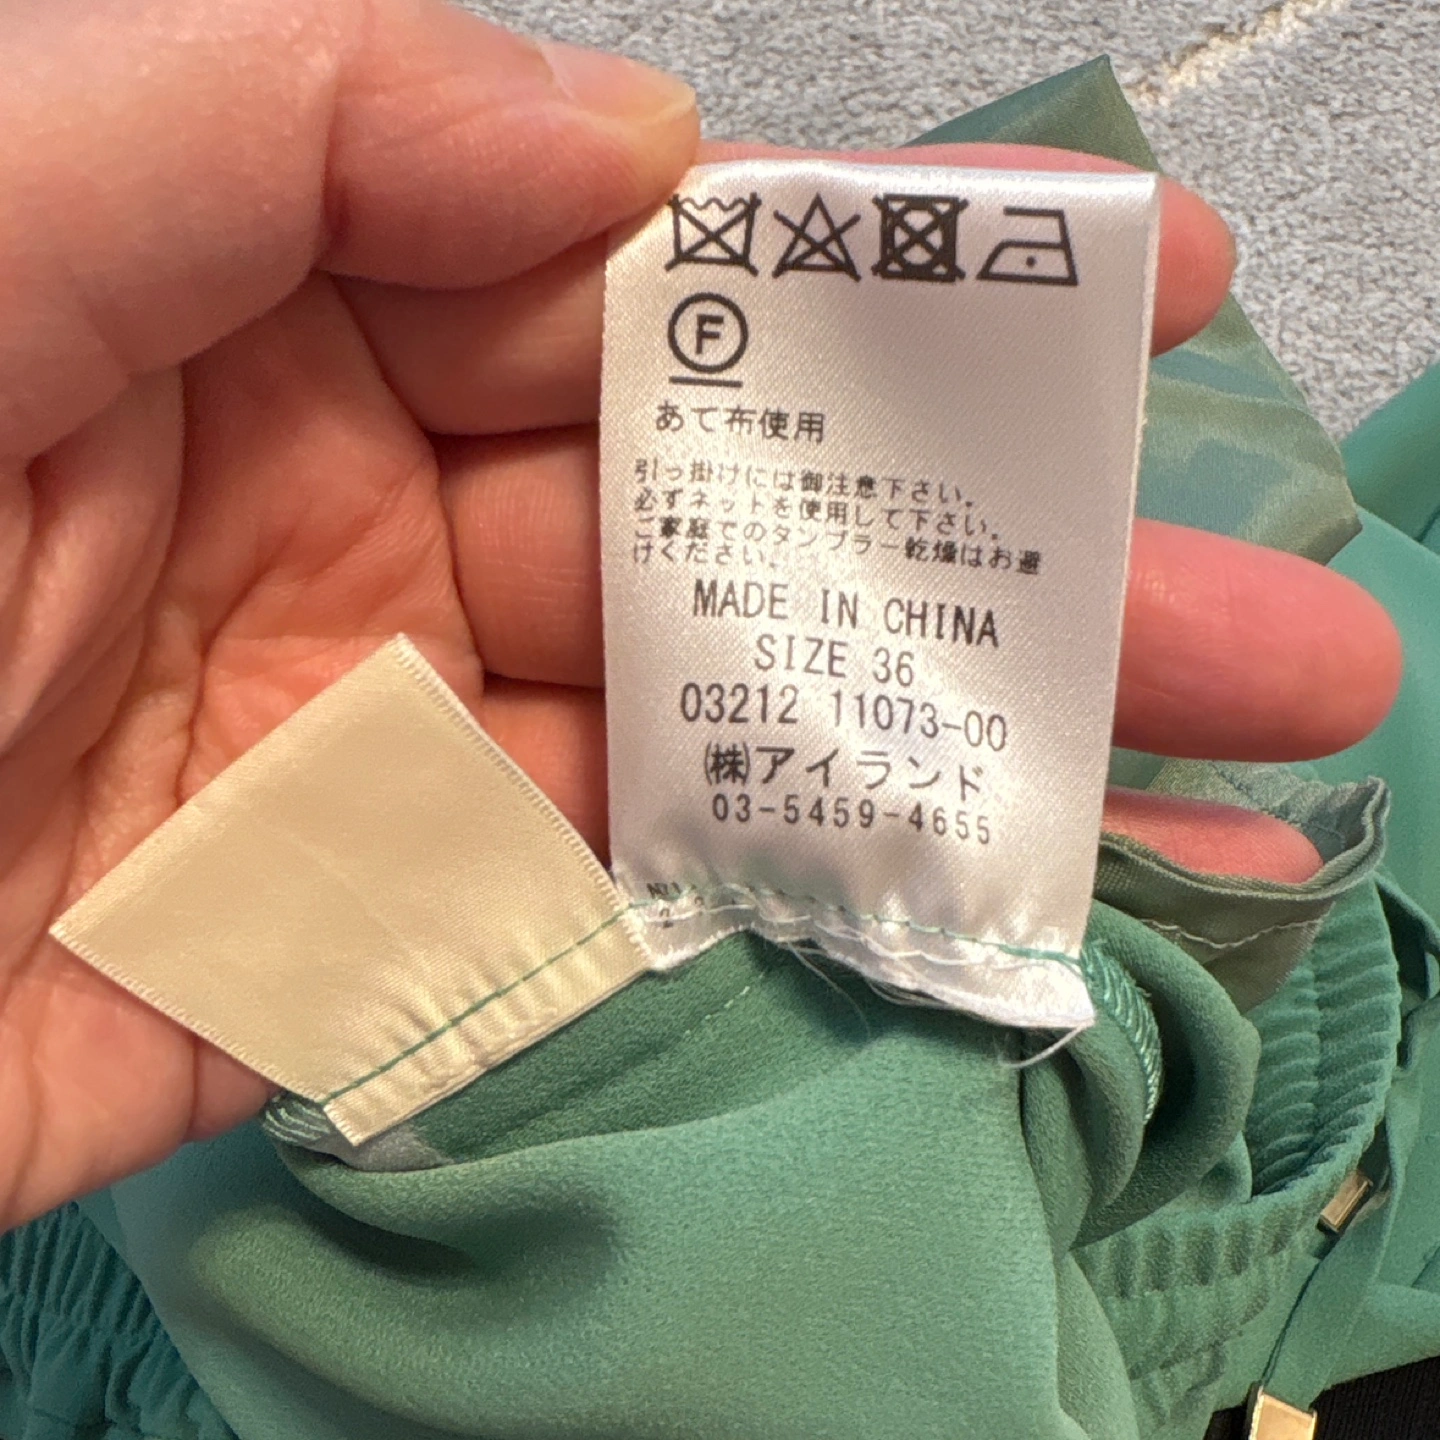 F
あて布使用
引っ掛けには御注意下さい。
必ずネットを使用して下さい。
ご家庭でのタンブラー乾燥はお避
けください。
MADE IN CHINA
SIZE 36
03212 11073-00
㈱アイランド
03-5459-4655